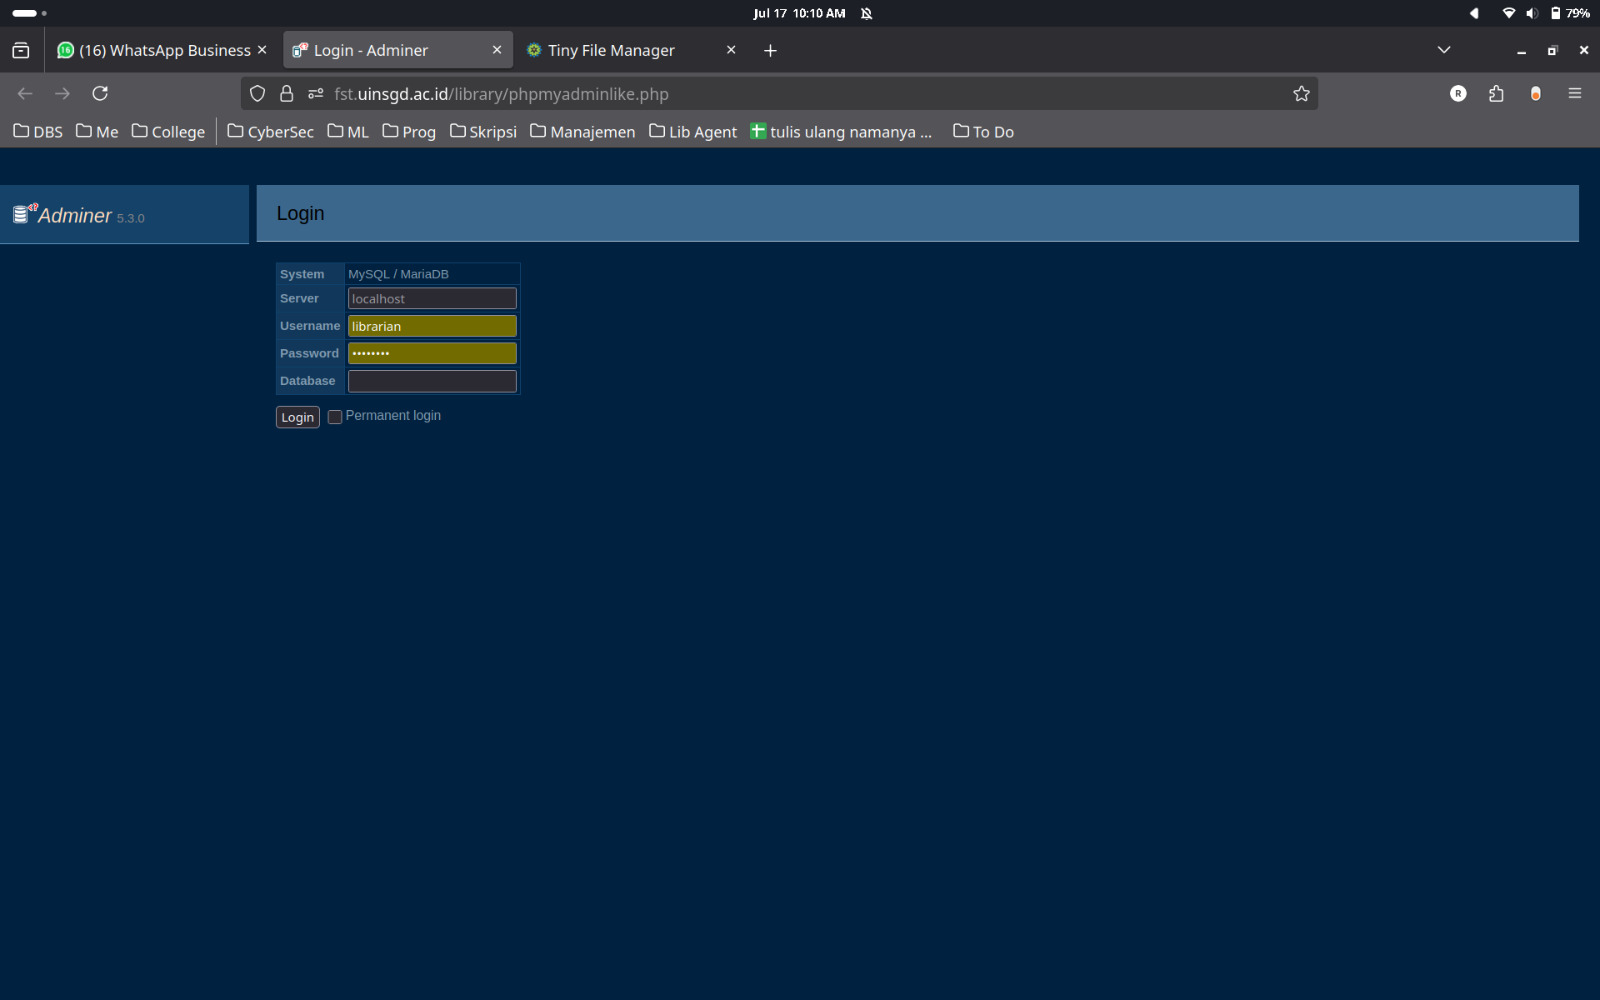 Jul 17 10:10 AM
79%
16
(16) WhatsApp Business
Login - Adminer
Tiny File Manager
fst.uinsgd.ac.id/library/phpmyadminlike.php
R
DBS
Me
College
CyberSec
ML
Prog
Skripsi
Manajemen
Lib Agent
tulis ulang namanya ...
To Do
Adminer 5.3.0
Login
System MySQL / MariaDB
Server localhost
Username librarian
Password ••••••••
Database
Login Permanent login